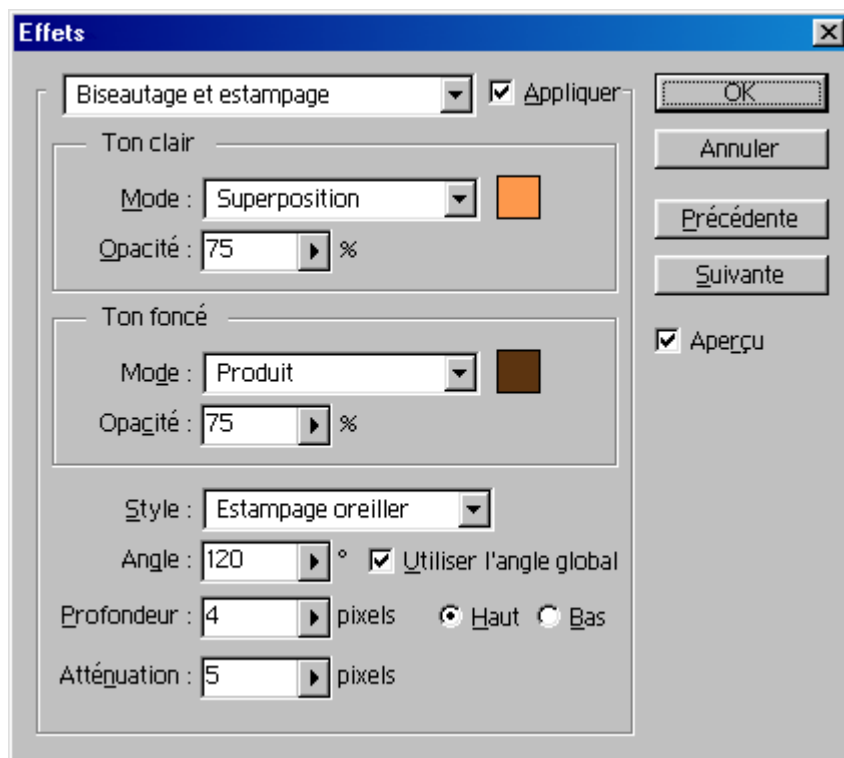 Effets
Biseautage et estampage Appliquer OK
Ton clair Annuler
Mode : Superposition
Opacité : 75 % Précédente
Suivante
Ton foncé
Aperçu
Mode : Produit
Opacité : 75 %
Style : Estampage oreiller
Angle : 120 ° Utiliser l'angle global
Profondeur : 4 pixels Haut Bas
Atténuation : 5 pixels